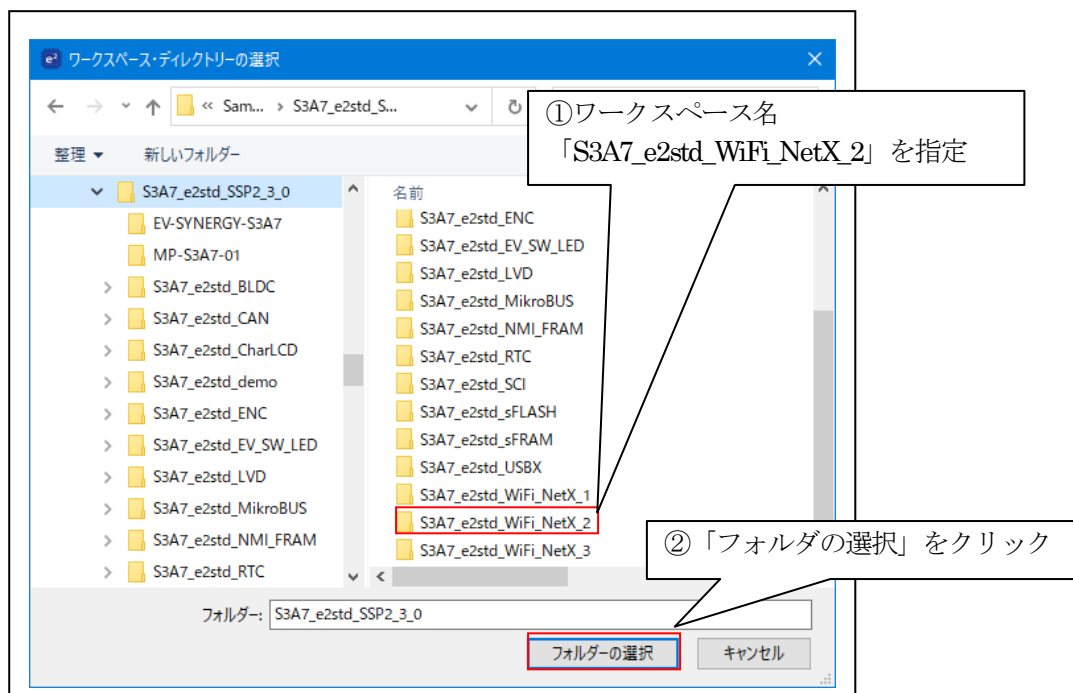 e² ワークスペース・ディレクトリーの選択
« Sam... › S3A7_e2std_S...
①ワークスペース名
「S3A7_e2std_WiFi_NetX_2」を指定
整理 新しいフォルダー
S3A7_e2std_SSP2_3_0
EV-SYNERGY-S3A7
MP-S3A7-01
S3A7_e2std_BLDC
S3A7_e2std_CAN
S3A7_e2std_CharLCD
S3A7_e2std_demo
S3A7_e2std_ENC
S3A7_e2std_EV_SW_LED
S3A7_e2std_LVD
S3A7_e2std_MikroBUS
S3A7_e2std_NMI_FRAM
S3A7_e2std_RTC
名前
S3A7_e2std_ENC
S3A7_e2std_EV_SW_LED
S3A7_e2std_LVD
S3A7_e2std_MikroBUS
S3A7_e2std_NMI_FRAM
S3A7_e2std_RTC
S3A7_e2std_SCI
S3A7_e2std_sFLASH
S3A7_e2std_sFRAM
S3A7_e2std_USBX
S3A7_e2std_WiFi_NetX_1
S3A7_e2std_WiFi_NetX_2
S3A7_e2std_WiFi_NetX_3
②「フォルダの選択」をクリック
フォルダー: S3A7_e2std_SSP2_3_0
フォルダーの選択 キャンセル